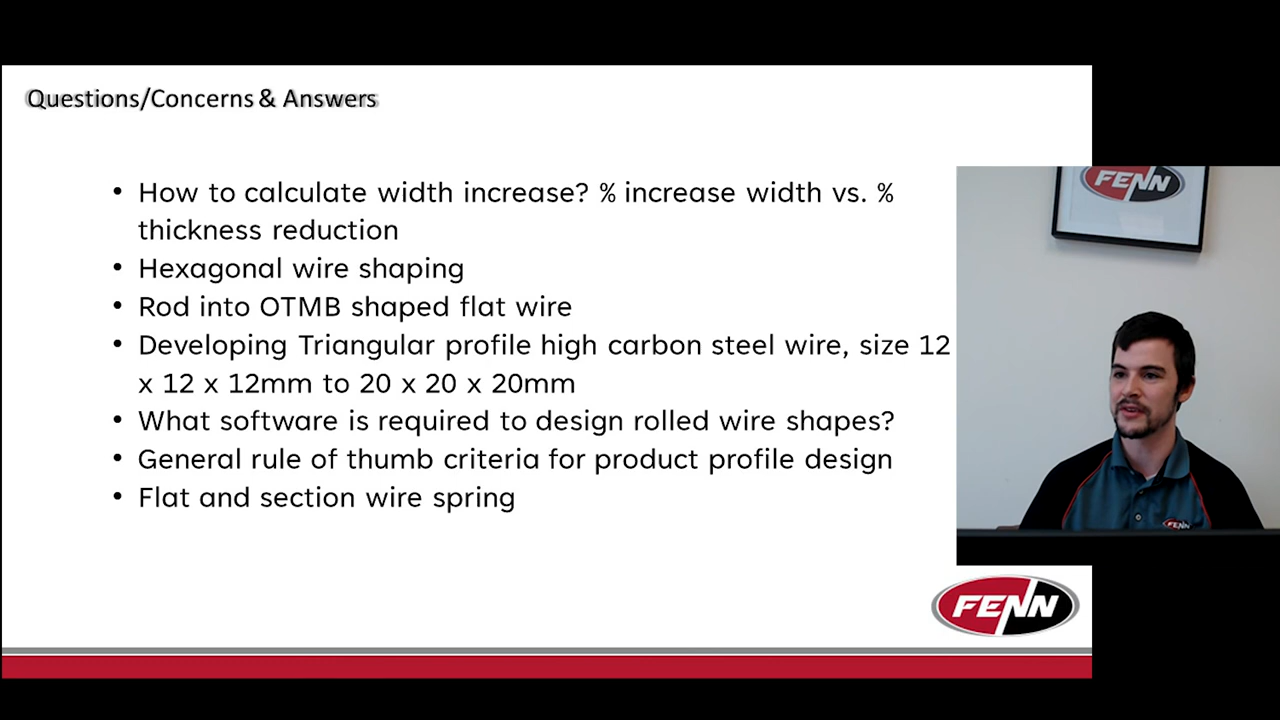 Questions/Concerns & Answers
• How to calculate width increase? % increase width vs. %
thickness reduction
• Hexagonal wire shaping
• Rod into OTMB shaped flat wire
• Developing Triangular profile high carbon steel wire, size 12
x 12 x 12mm to 20 x 20 x 20mm
• What software is required to design rolled wire shapes?
• General rule of thumb criteria for product profile design
• Flat and section wire spring
FENN
FENN
FENN